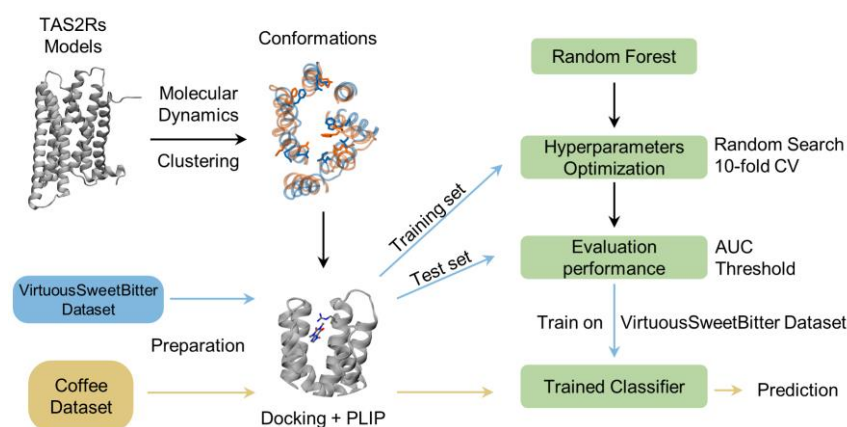 TAS2Rs
Models
Molecular
Dynamics
Clustering
Conformations
Random Forest
Hyperparameters
Optimization
Random Search
10-fold CV
Training set
Test set
Evaluation
performance
AUC
Threshold
VirtuousSweetBitter
Dataset
Preparation
Train on
VirtuousSweetBitter Dataset
Coffee
Dataset
Docking + PLIP
Trained Classifier
Prediction